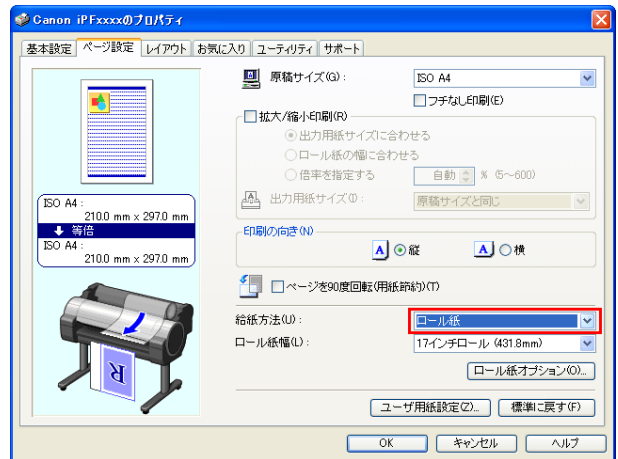 Canon iPFxxxxのプロパティ
基本設定 ページ設定 レイアウト お気に入り ユーティリティ サポート
原稿サイズ(G): ISO A4
フチなし印刷(E)
拡大/縮小印刷(R)
出力用紙サイズに合わせる
ロール紙の幅に合わせる
倍率を指定する 自動 % (5～600)
出力用紙サイズ(I): 原稿サイズと同じ
ISO A4 :
210.0 mm x 297.0 mm
等倍
ISO A4 :
210.0 mm x 297.0 mm
印刷の向き(N)
A 縦 A 横
ページを90度回転(用紙節約)(T)
給紙方法(U): ロール紙
ロール紙幅(L): 17インチロール (431.8mm)
ロール紙オプション(O)...
R
ユーザ用紙設定(Z)... 標準に戻す(F)
OK キャンセル ヘルプ